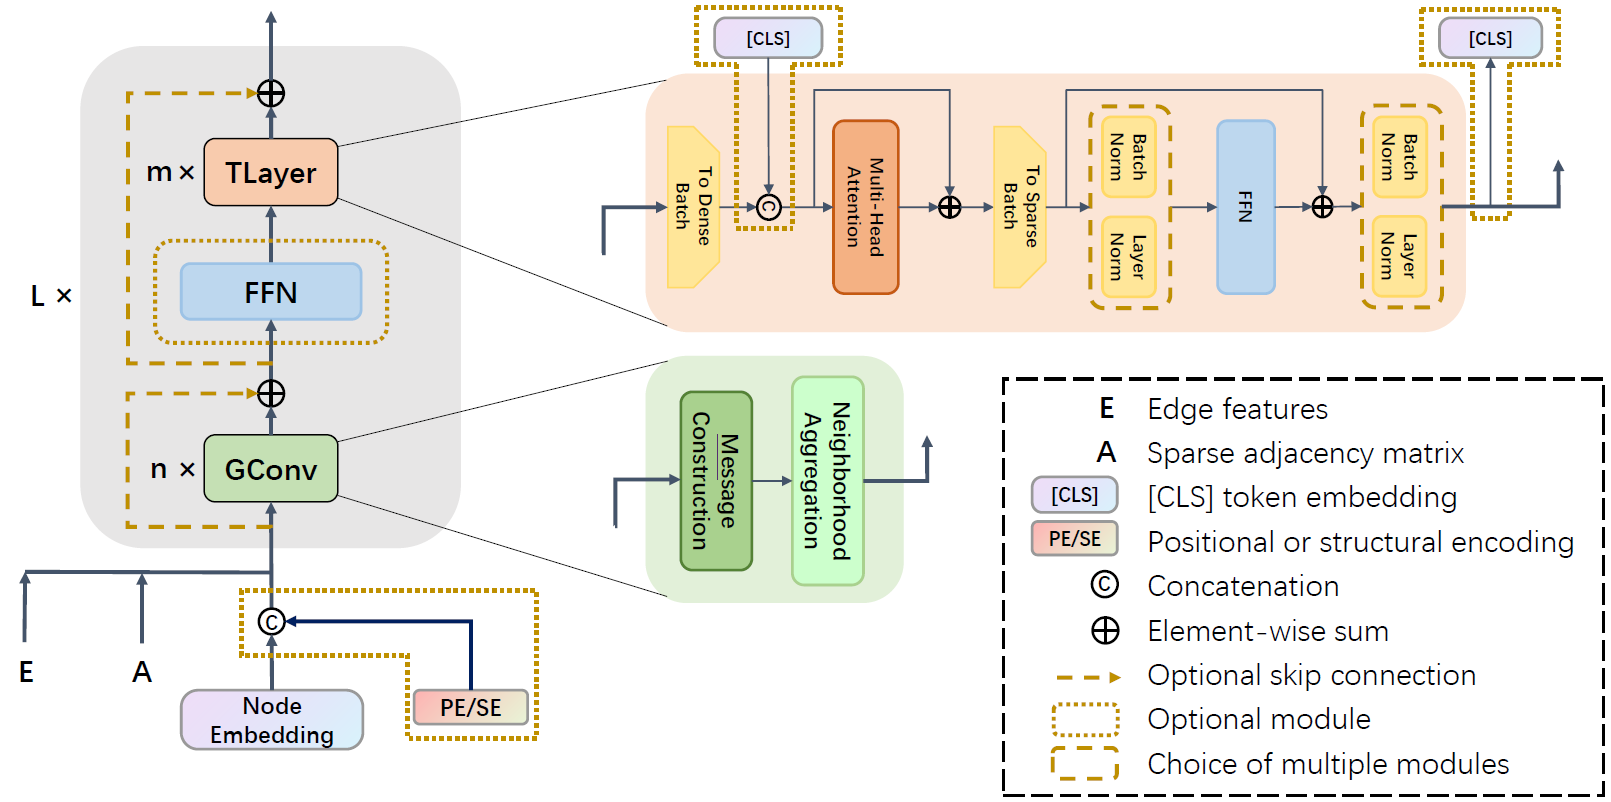 [CLS]
[CLS]
m ×
TLayer
L ×
FFN
n ×
GConv
E
A
C
Node
Embedding
PE/SE
To Dense
Batch
C
Multi-Head
Attention
To Sparse
Batch
Batch
Norm
Layer
Norm
FFN
Batch
Norm
Layer
Norm
Message
Construction
Neighborhood
Aggregation
E Edge features
A Sparse adjacency matrix
[CLS] [CLS] token embedding
PE/SE Positional or structural encoding
C Concatenation
Element-wise sum
Optional skip connection
Optional module
Choice of multiple modules